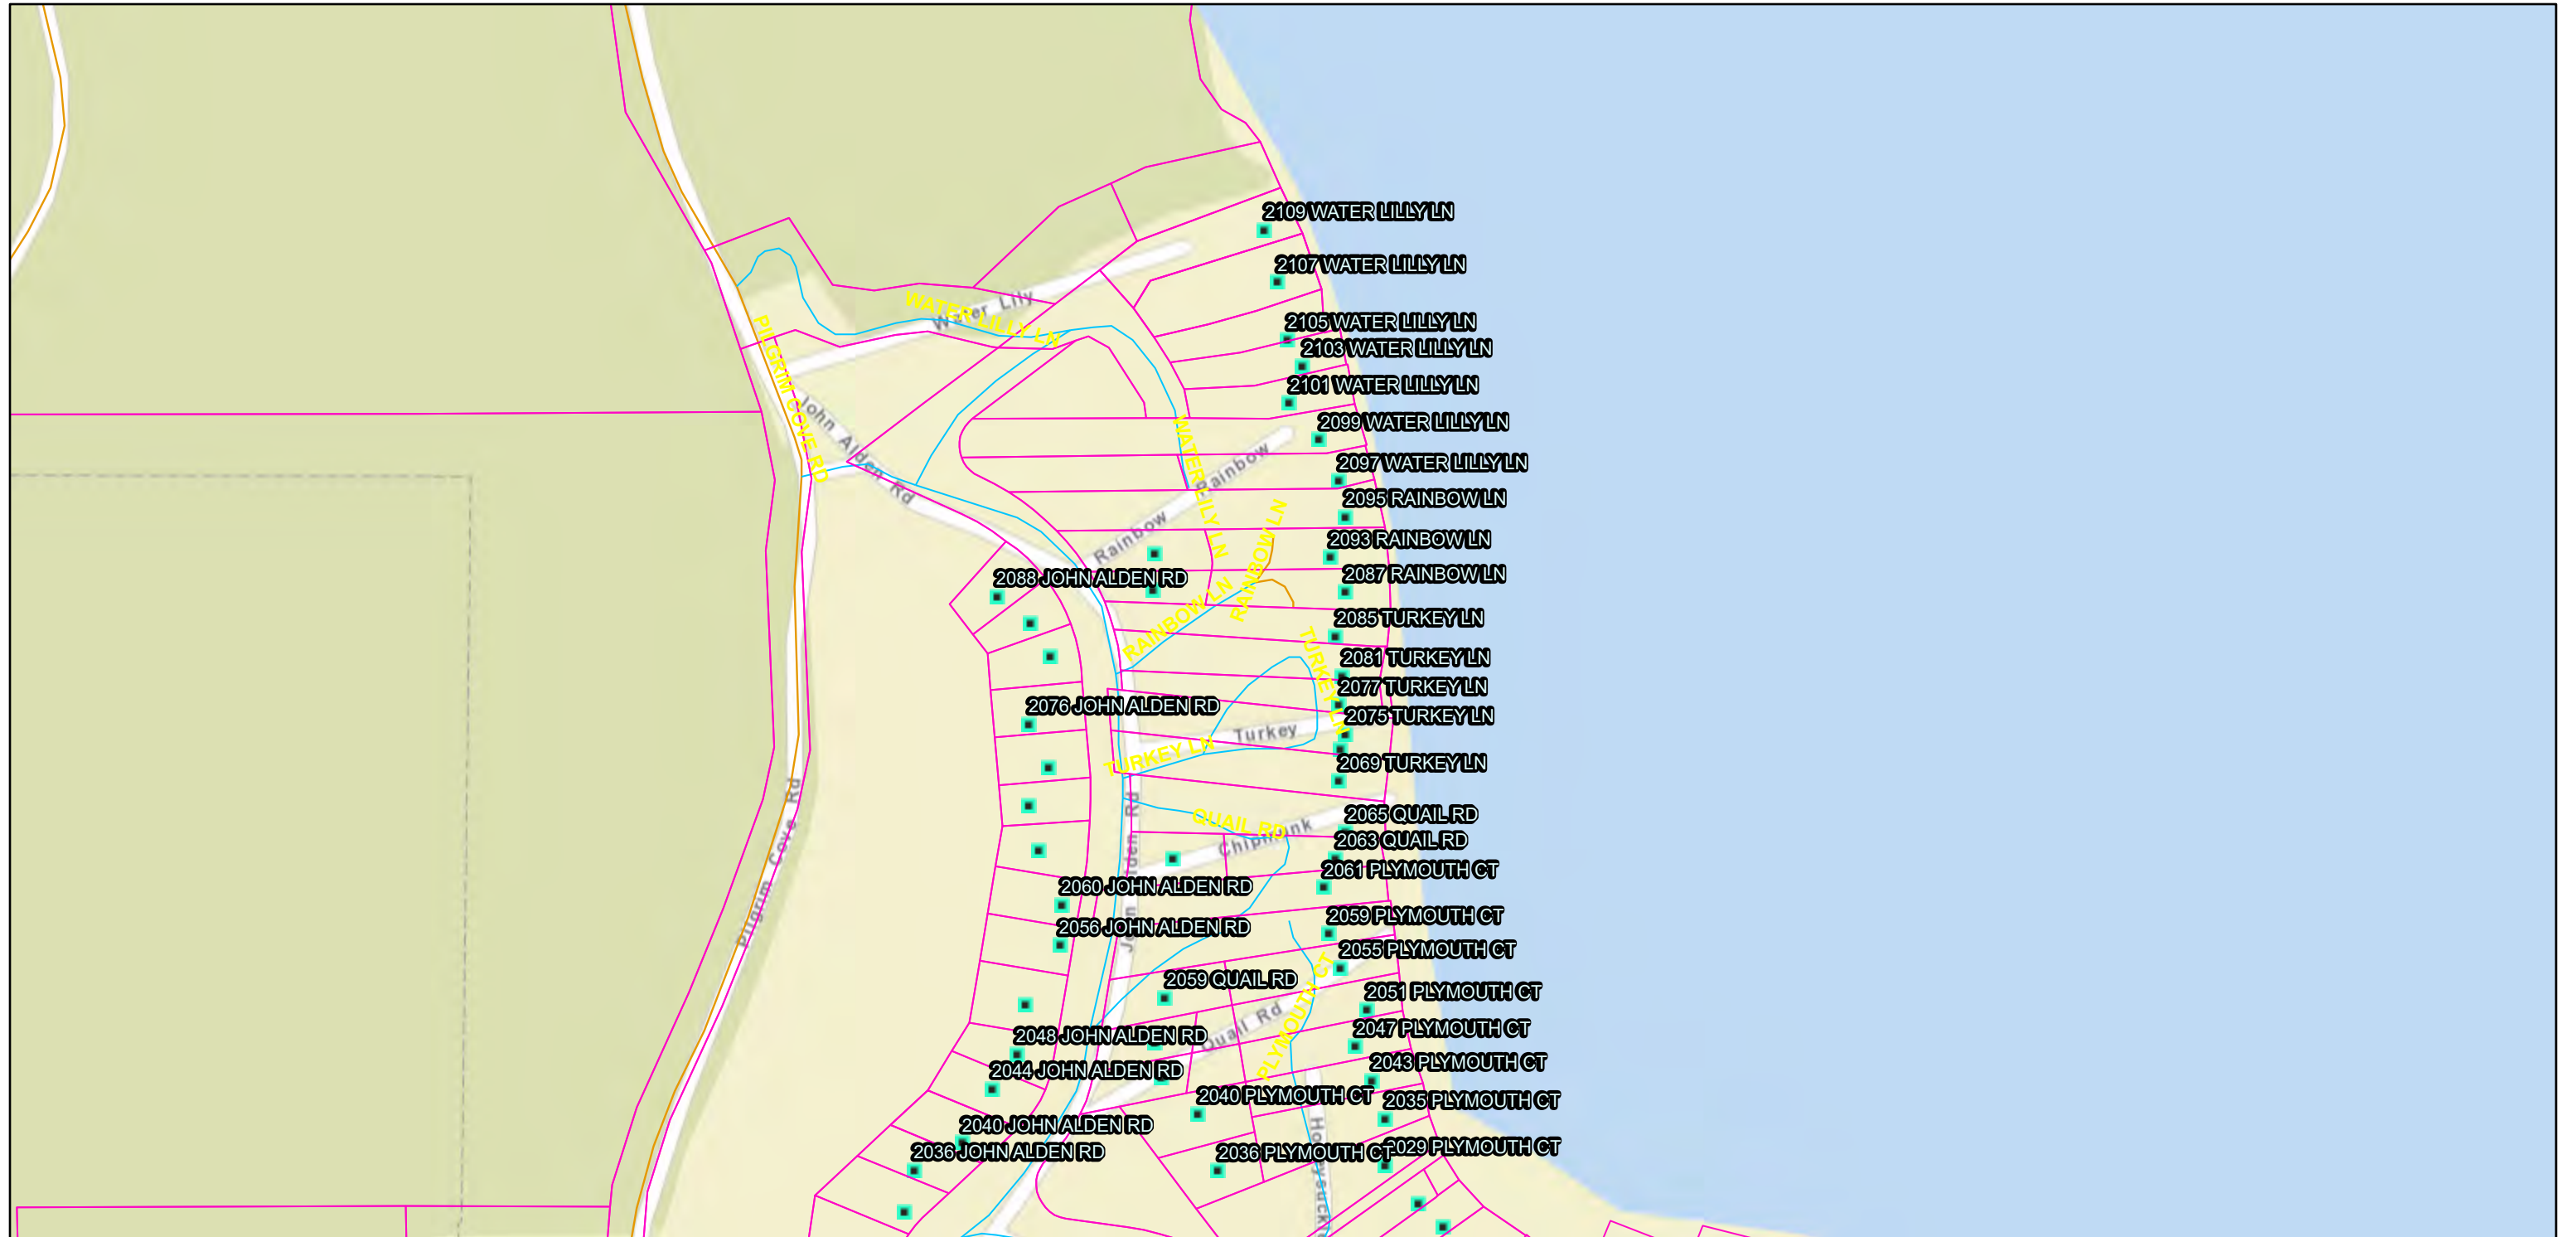 2109 WATER LILLY LN
2107 WATER LILLY LN
WATER LILLY LN
Water Lily
2105 WATER LILLY LN
2103 WATER LILLY LN
PILGRIM COVE RD
2101 WATER LILLY LN
John Alden Rd
2099 WATER LILLY LN
WATER LILLY LN
Rainbow
2097 WATER LILLY LN
2095 RAINBOW LN
Rainbow
RAINBOW LN
2093 RAINBOW LN
2088 JOHN ALDEN RD
2087 RAINBOW LN
RAINBOW LN
2085 TURKEY LN
TURKEY LN
2081 TURKEY LN
2077 TURKEY LN
2076 JOHN ALDEN RD
2075 TURKEY LN
Turkey
TURKEY LN
2069 TURKEY LN
2065 QUAIL RD
QUAIL RD
Chipmunk
2063 QUAIL RD
Pilgrim Cove Rd
John Alden Rd
2061 PLYMOUTH CT
2060 JOHN ALDEN RD
2059 PLYMOUTH CT
2056 JOHN ALDEN RD
2055 PLYMOUTH CT
2059 QUAIL RD
2051 PLYMOUTH CT
PLYMOUTH CT
Quail Rd
2047 PLYMOUTH CT
2048 JOHN ALDEN RD
2043 PLYMOUTH CT
2044 JOHN ALDEN RD
2040 PLYMOUTH CT
2035 PLYMOUTH CT
2040 JOHN ALDEN RD
2029 PLYMOUTH CT
2036 JOHN ALDEN RD
2036 PLYMOUTH CT